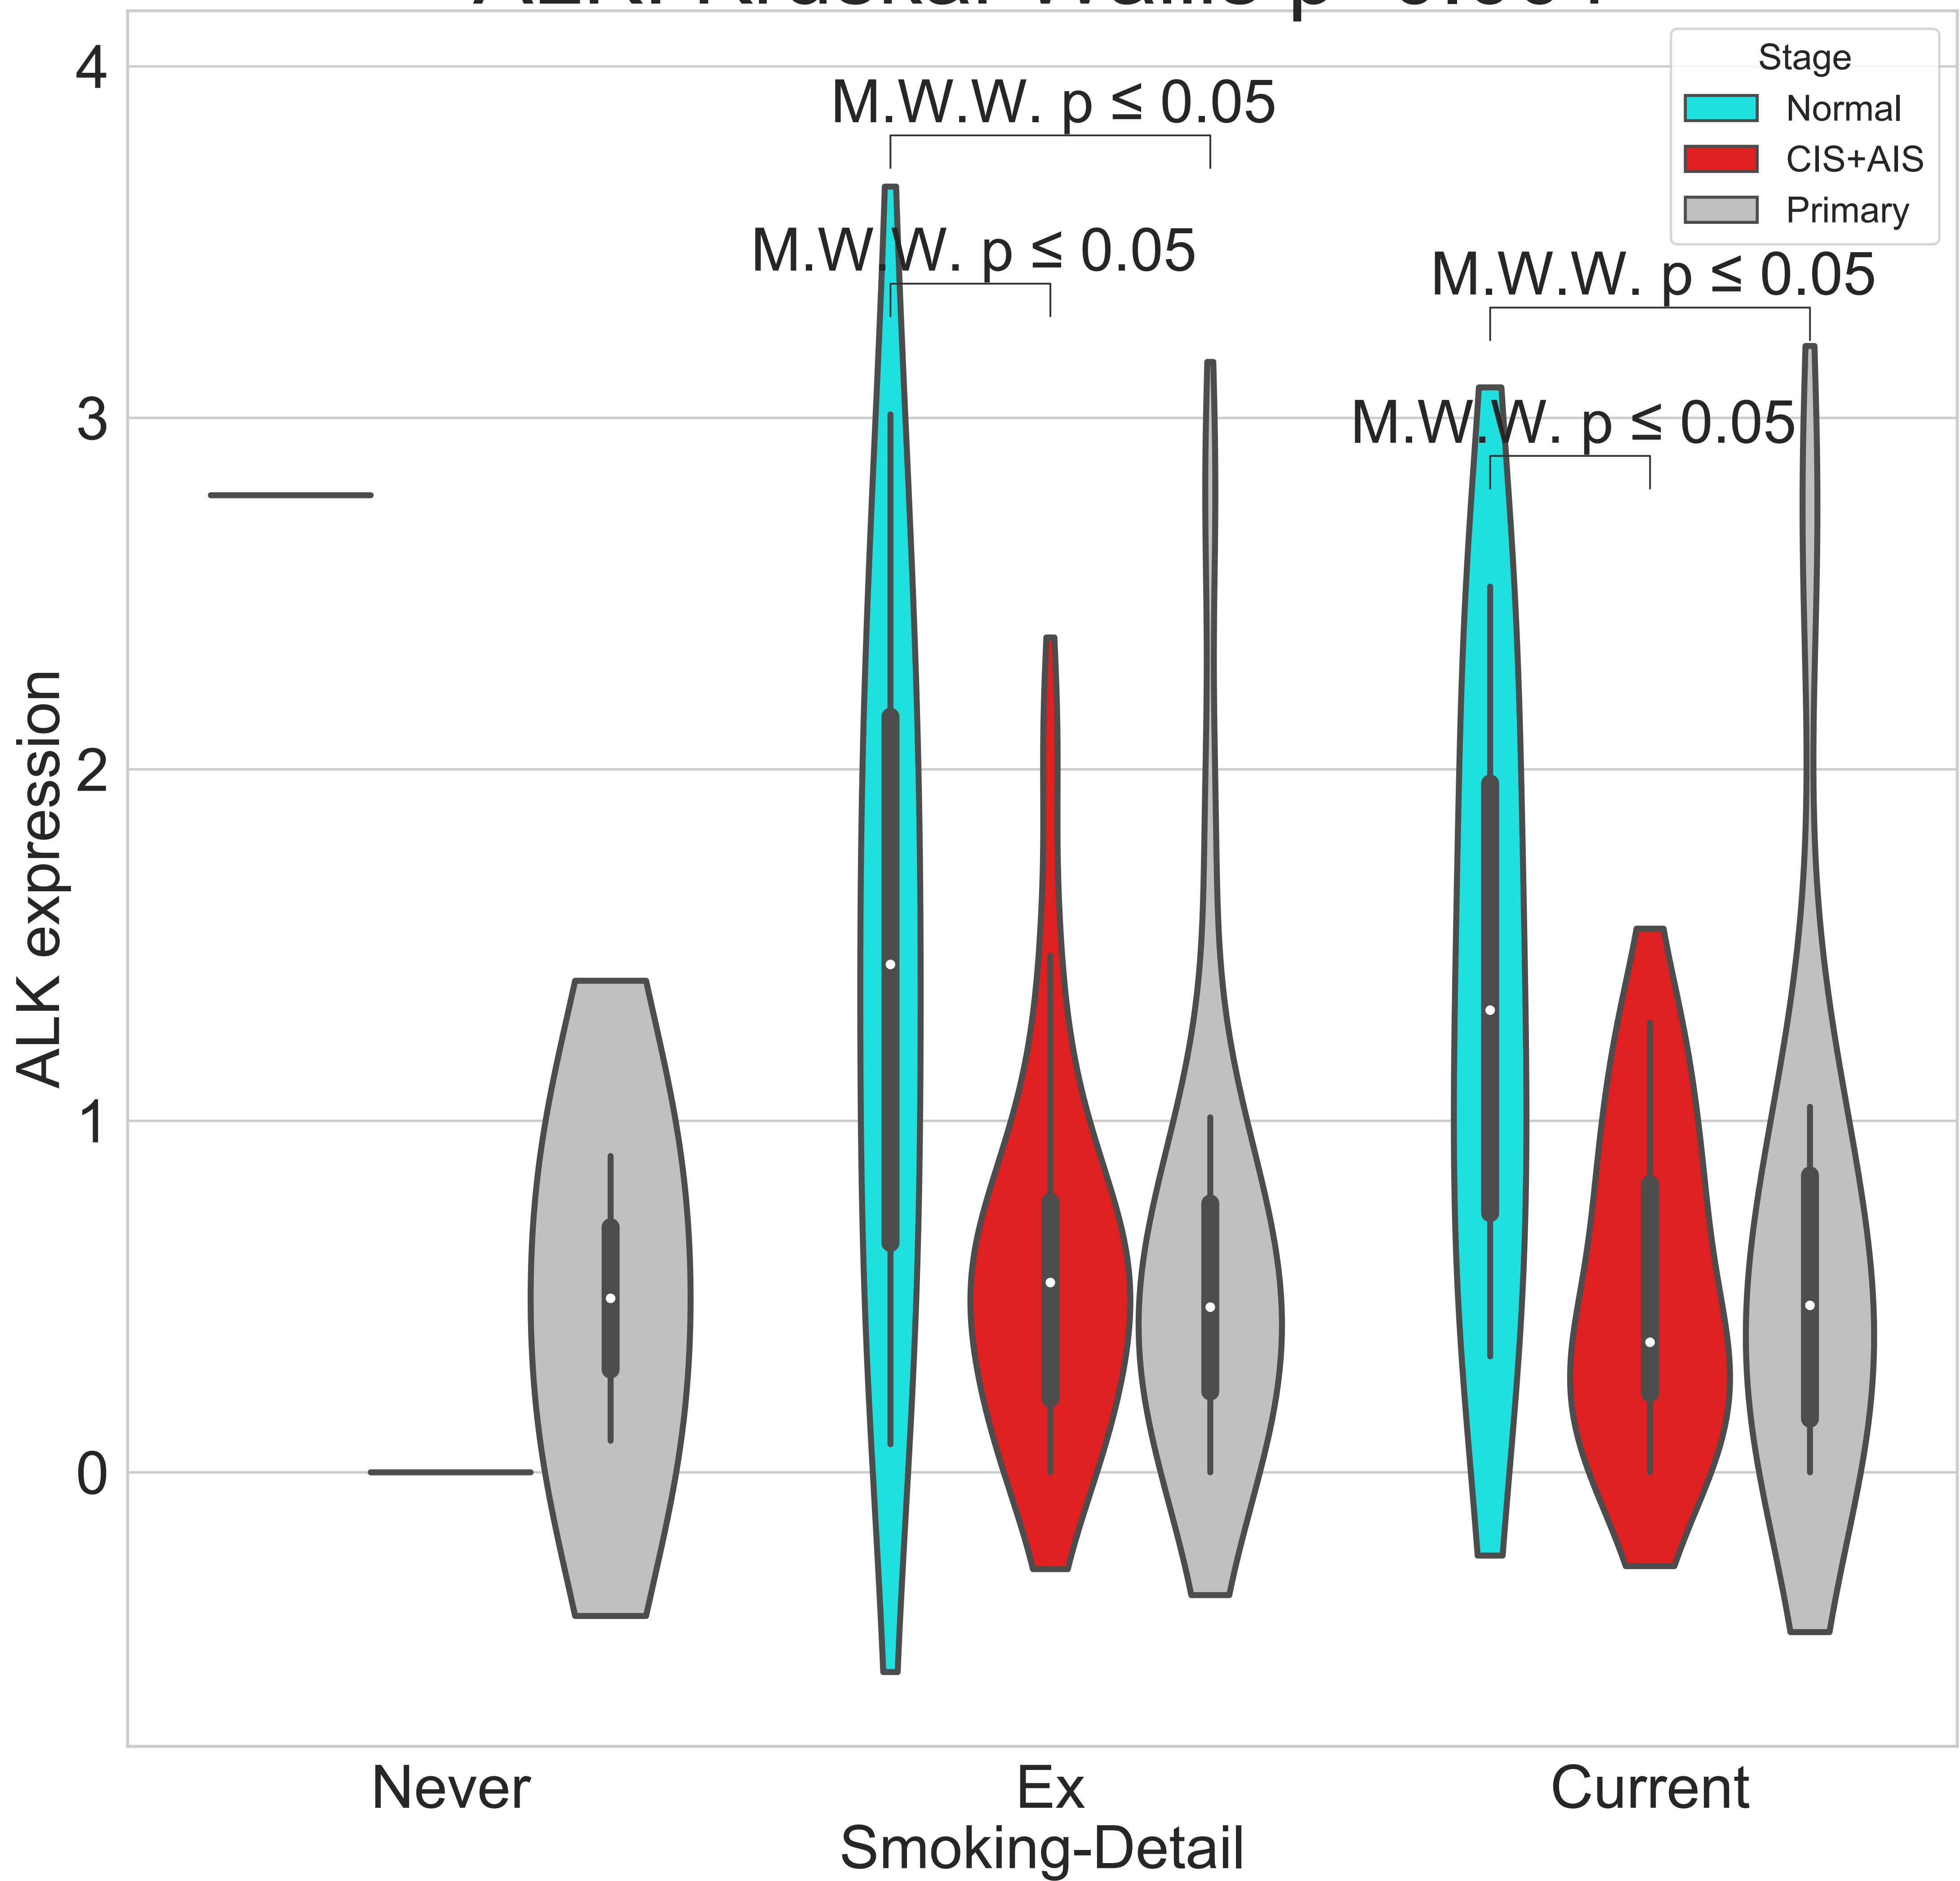 4
3
2
1
0
ALK expression
M.W.W. p ≤ 0.05
M.W.W. p ≤ 0.05
M.W.W. p ≤ 0.05
M.W.W. p ≤ 0.05
Stage
Normal
CIS+AIS
Primary
Never
Ex
Current
Smoking-Detail